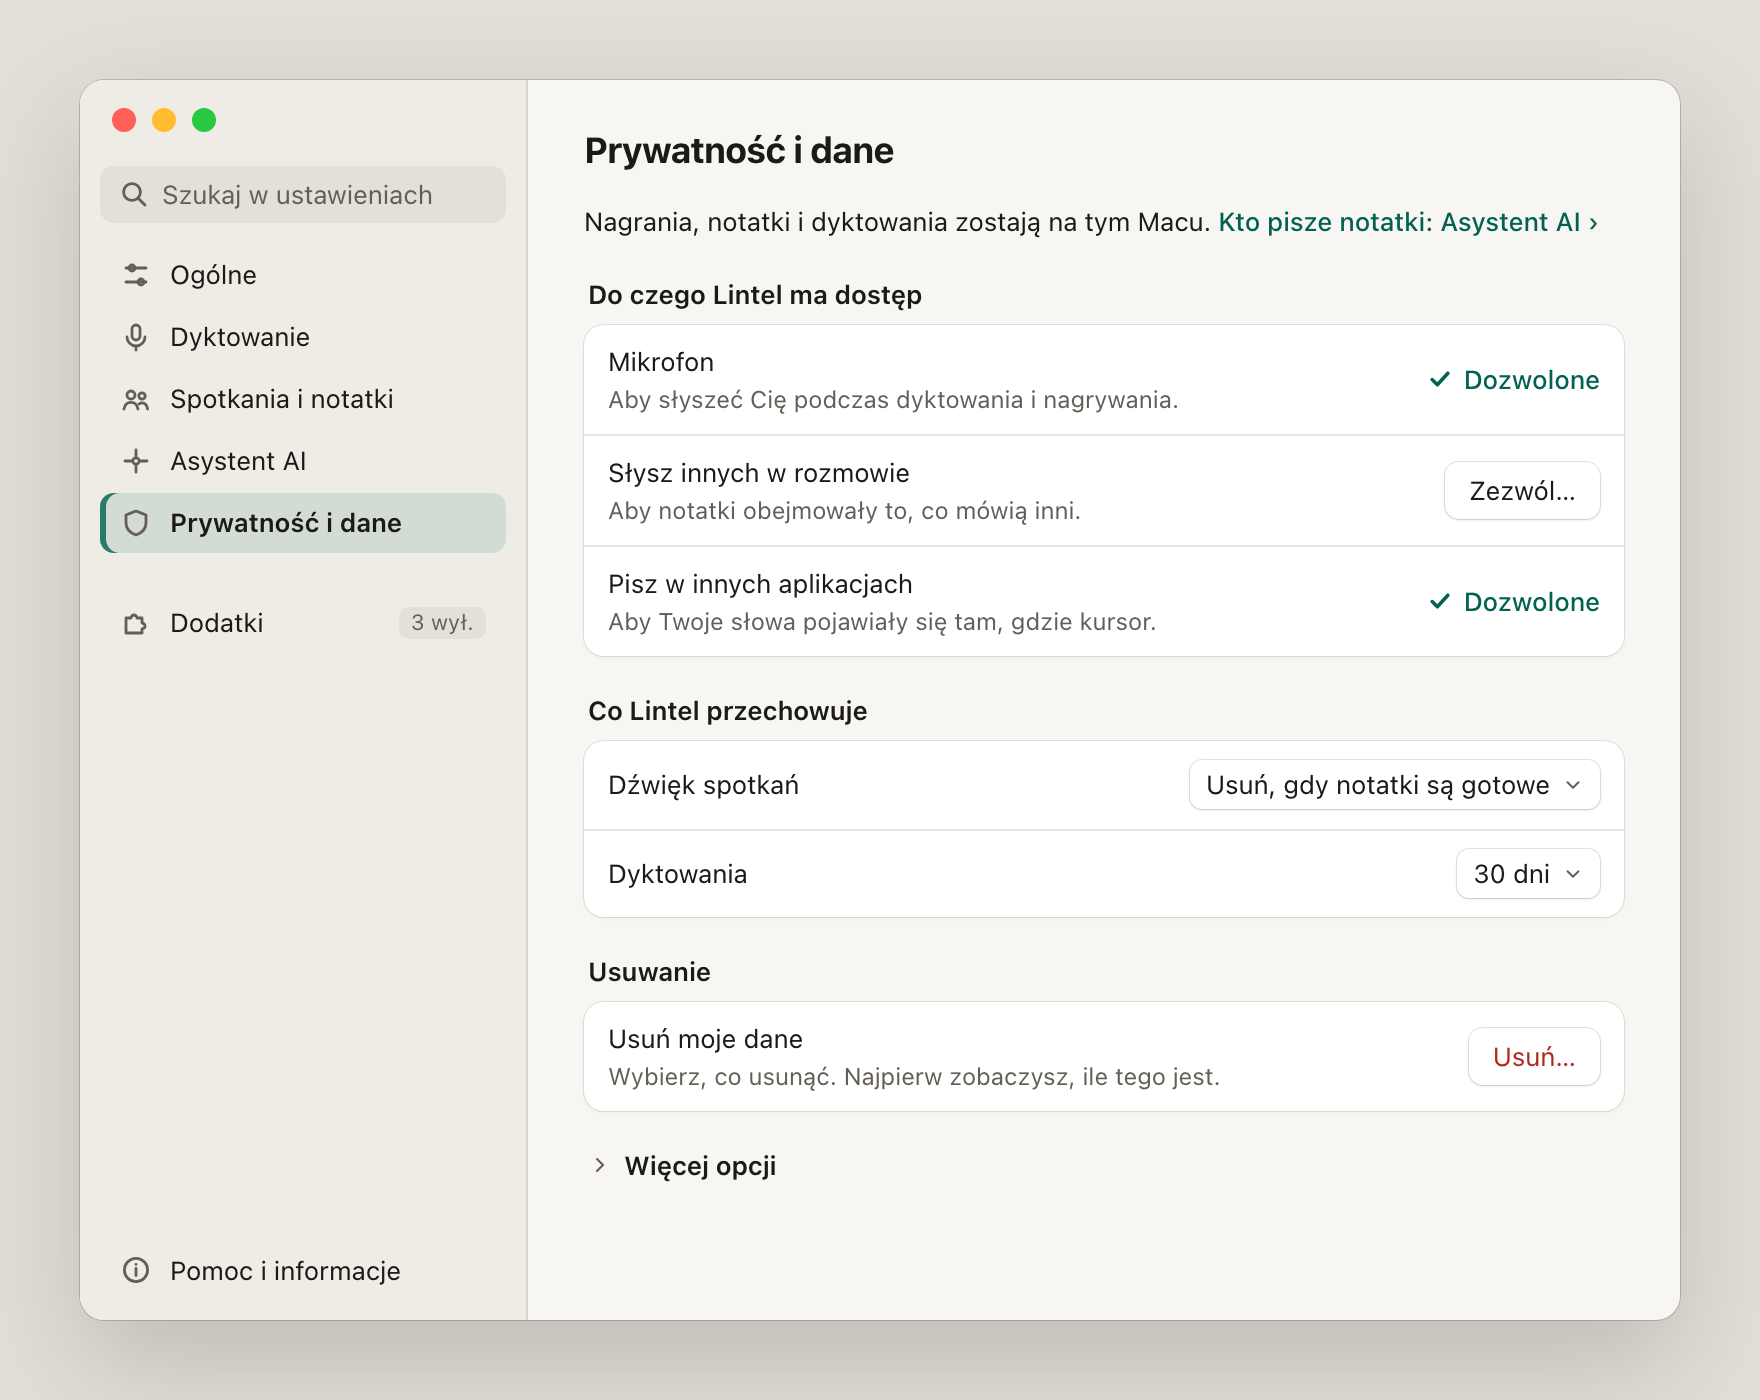 Szukaj w ustawieniach
Ogólne
Dyktowanie
Spotkania i notatki
Asystent AI
Prywatność i dane
Dodatki
3 wył.
Pomoc i informacje
Prywatność i dane
Nagrania, notatki i dyktowania zostają na tym Macu. Kto pisze notatki: Asystent AI ›
Do czego Lintel ma dostęp
Mikrofon
Aby słyszeć Cię podczas dyktowania i nagrywania.
Dozwolone
Słysz innych w rozmowie
Aby notatki obejmowały to, co mówią inni.
Zezwól...
Pisz w innych aplikacjach
Aby Twoje słowa pojawiały się tam, gdzie kursor.
Dozwolone
Co Lintel przechowuje
Dźwięk spotkań
Usuń, gdy notatki są gotowe
Dyktowania
30 dni
Usuwanie
Usuń moje dane
Wybierz, co usunąć. Najpierw zobaczysz, ile tego jest.
Usuń...
Więcej opcji